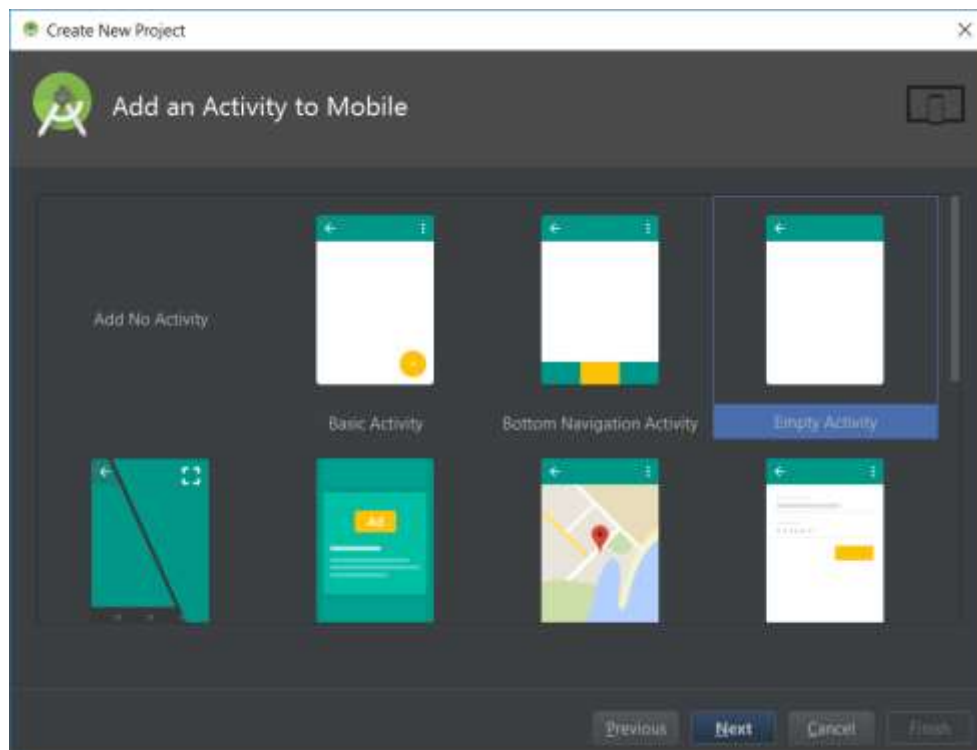 Create New Project
Add an Activity to Mobile
Add No Activity
Basic Activity
Bottom Navigation Activity
Empty Activity
Ad
Previous
Next
Cancel
Finish